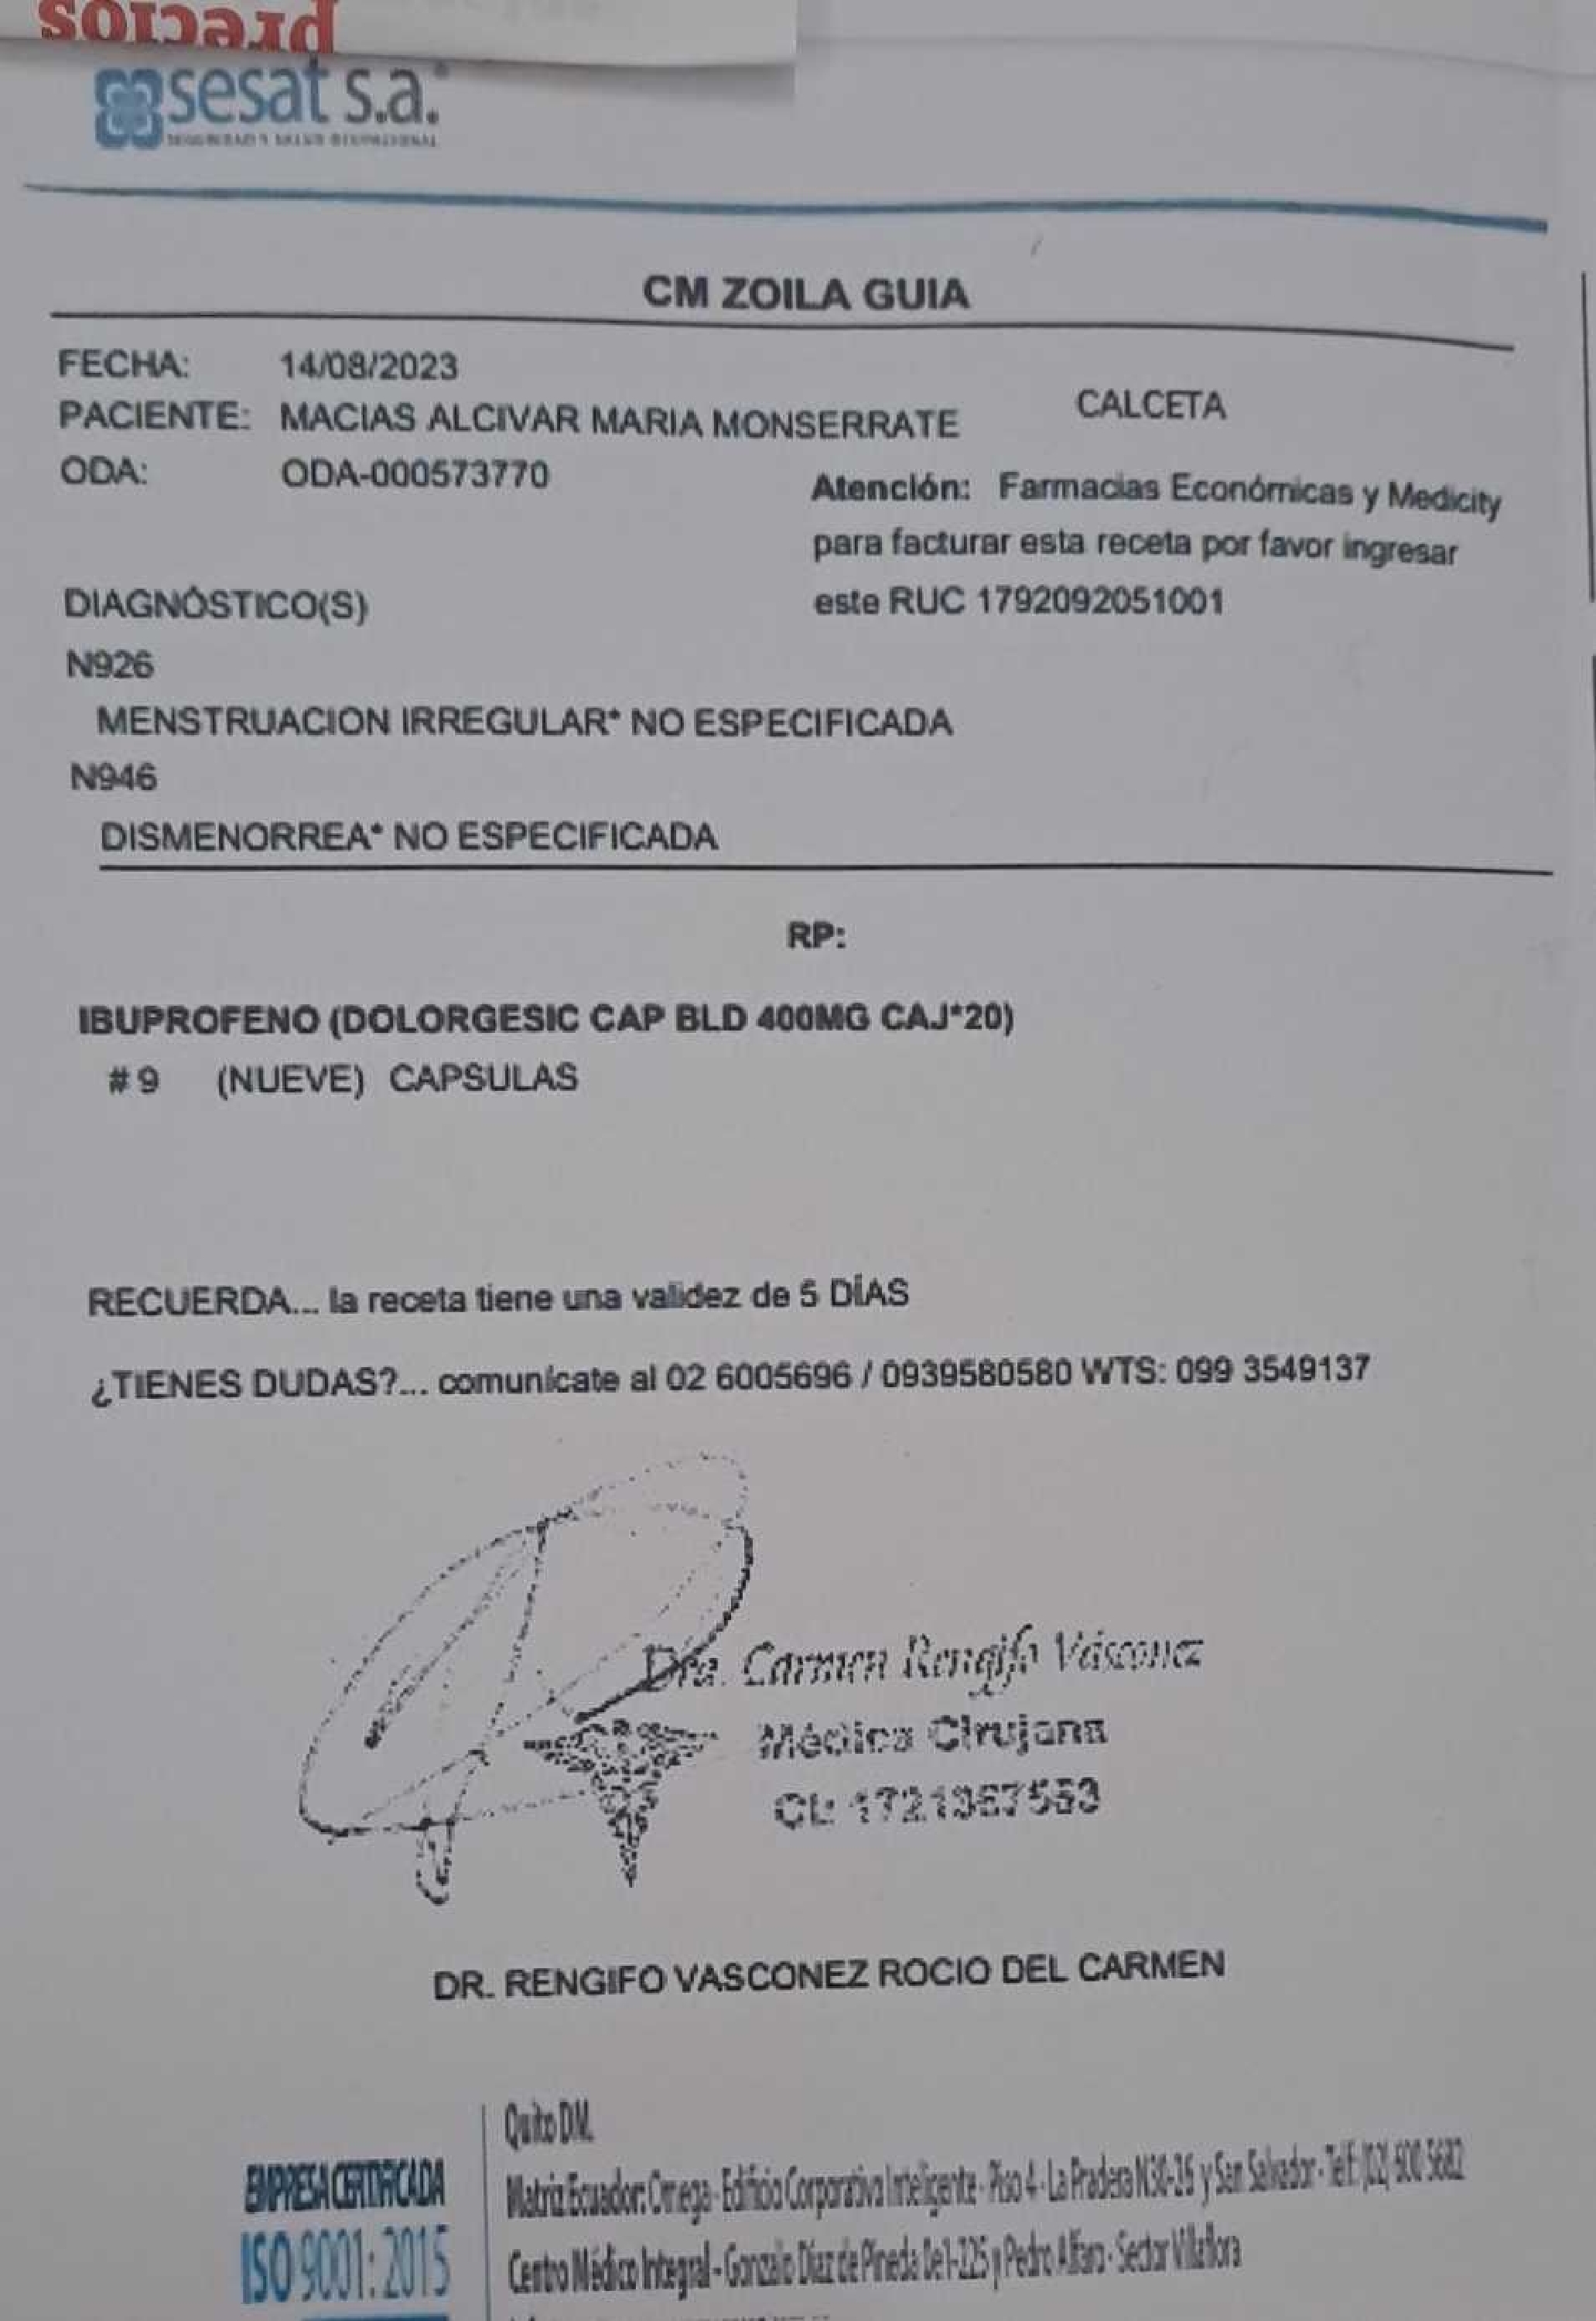 precios
sesat s.a.
SEGURIDAD Y SALUD OCUPACIONAL
CM ZOILA GUIA
FECHA: 14/08/2023
PACIENTE: MACIAS ALCIVAR MARIA MONSERRATE
CALCETA
ODA: ODA-000573770
Atención: Farmacias Económicas y Medicity
para facturar esta receta por favor ingresar
este RUC 1792092051001
DIAGNÓSTICO(S)
N926
MENSTRUACION IRREGULAR* NO ESPECIFICADA
N946
DISMENORREA* NO ESPECIFICADA
RP:
IBUPROFENO (DOLORGESIC CAP BLD 400MG CAJ*20)
# 9 (NUEVE) CAPSULAS
RECUERDA... la receta tiene una validez de 5 DÍAS
¿TIENES DUDAS?... comunícate al 02 6005696 / 0939580580 WTS: 099 3549137
Dra. Carmen Rengifo Vásconez
Médica Cirujana
DR. RENGIFO VASCONEZ ROCIO DEL CARMEN
EMPRESA CERTIFICADA
ISO 9001:2015
Quito DM.
Matriz Ecuador: Omega - Edificio Corporativo Inteligente - Piso 4 - La Pradera N30-26 y San Salvador - Telf: (02) 600 5682
Centro Médico Integral - Gonzalo Díaz de Pineda Oe1-225 y Pedro Alfaro - Sector Villaflora